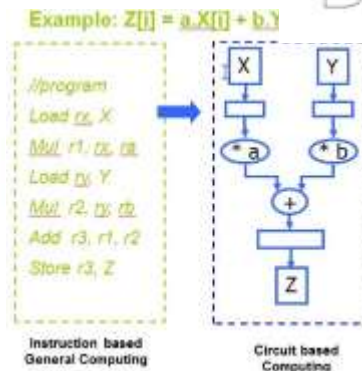 Example: Z[i] = a.X[i] + b.Y
//program
Load rx, X
Mul r1, rx, ra
Load ry, Y
Mul r2, ry, rb
Add r3, r1, r2
Store r3, Z
X
Y
* a
* b
+
Z
Instruction based
General Computing
Circuit based
Computing